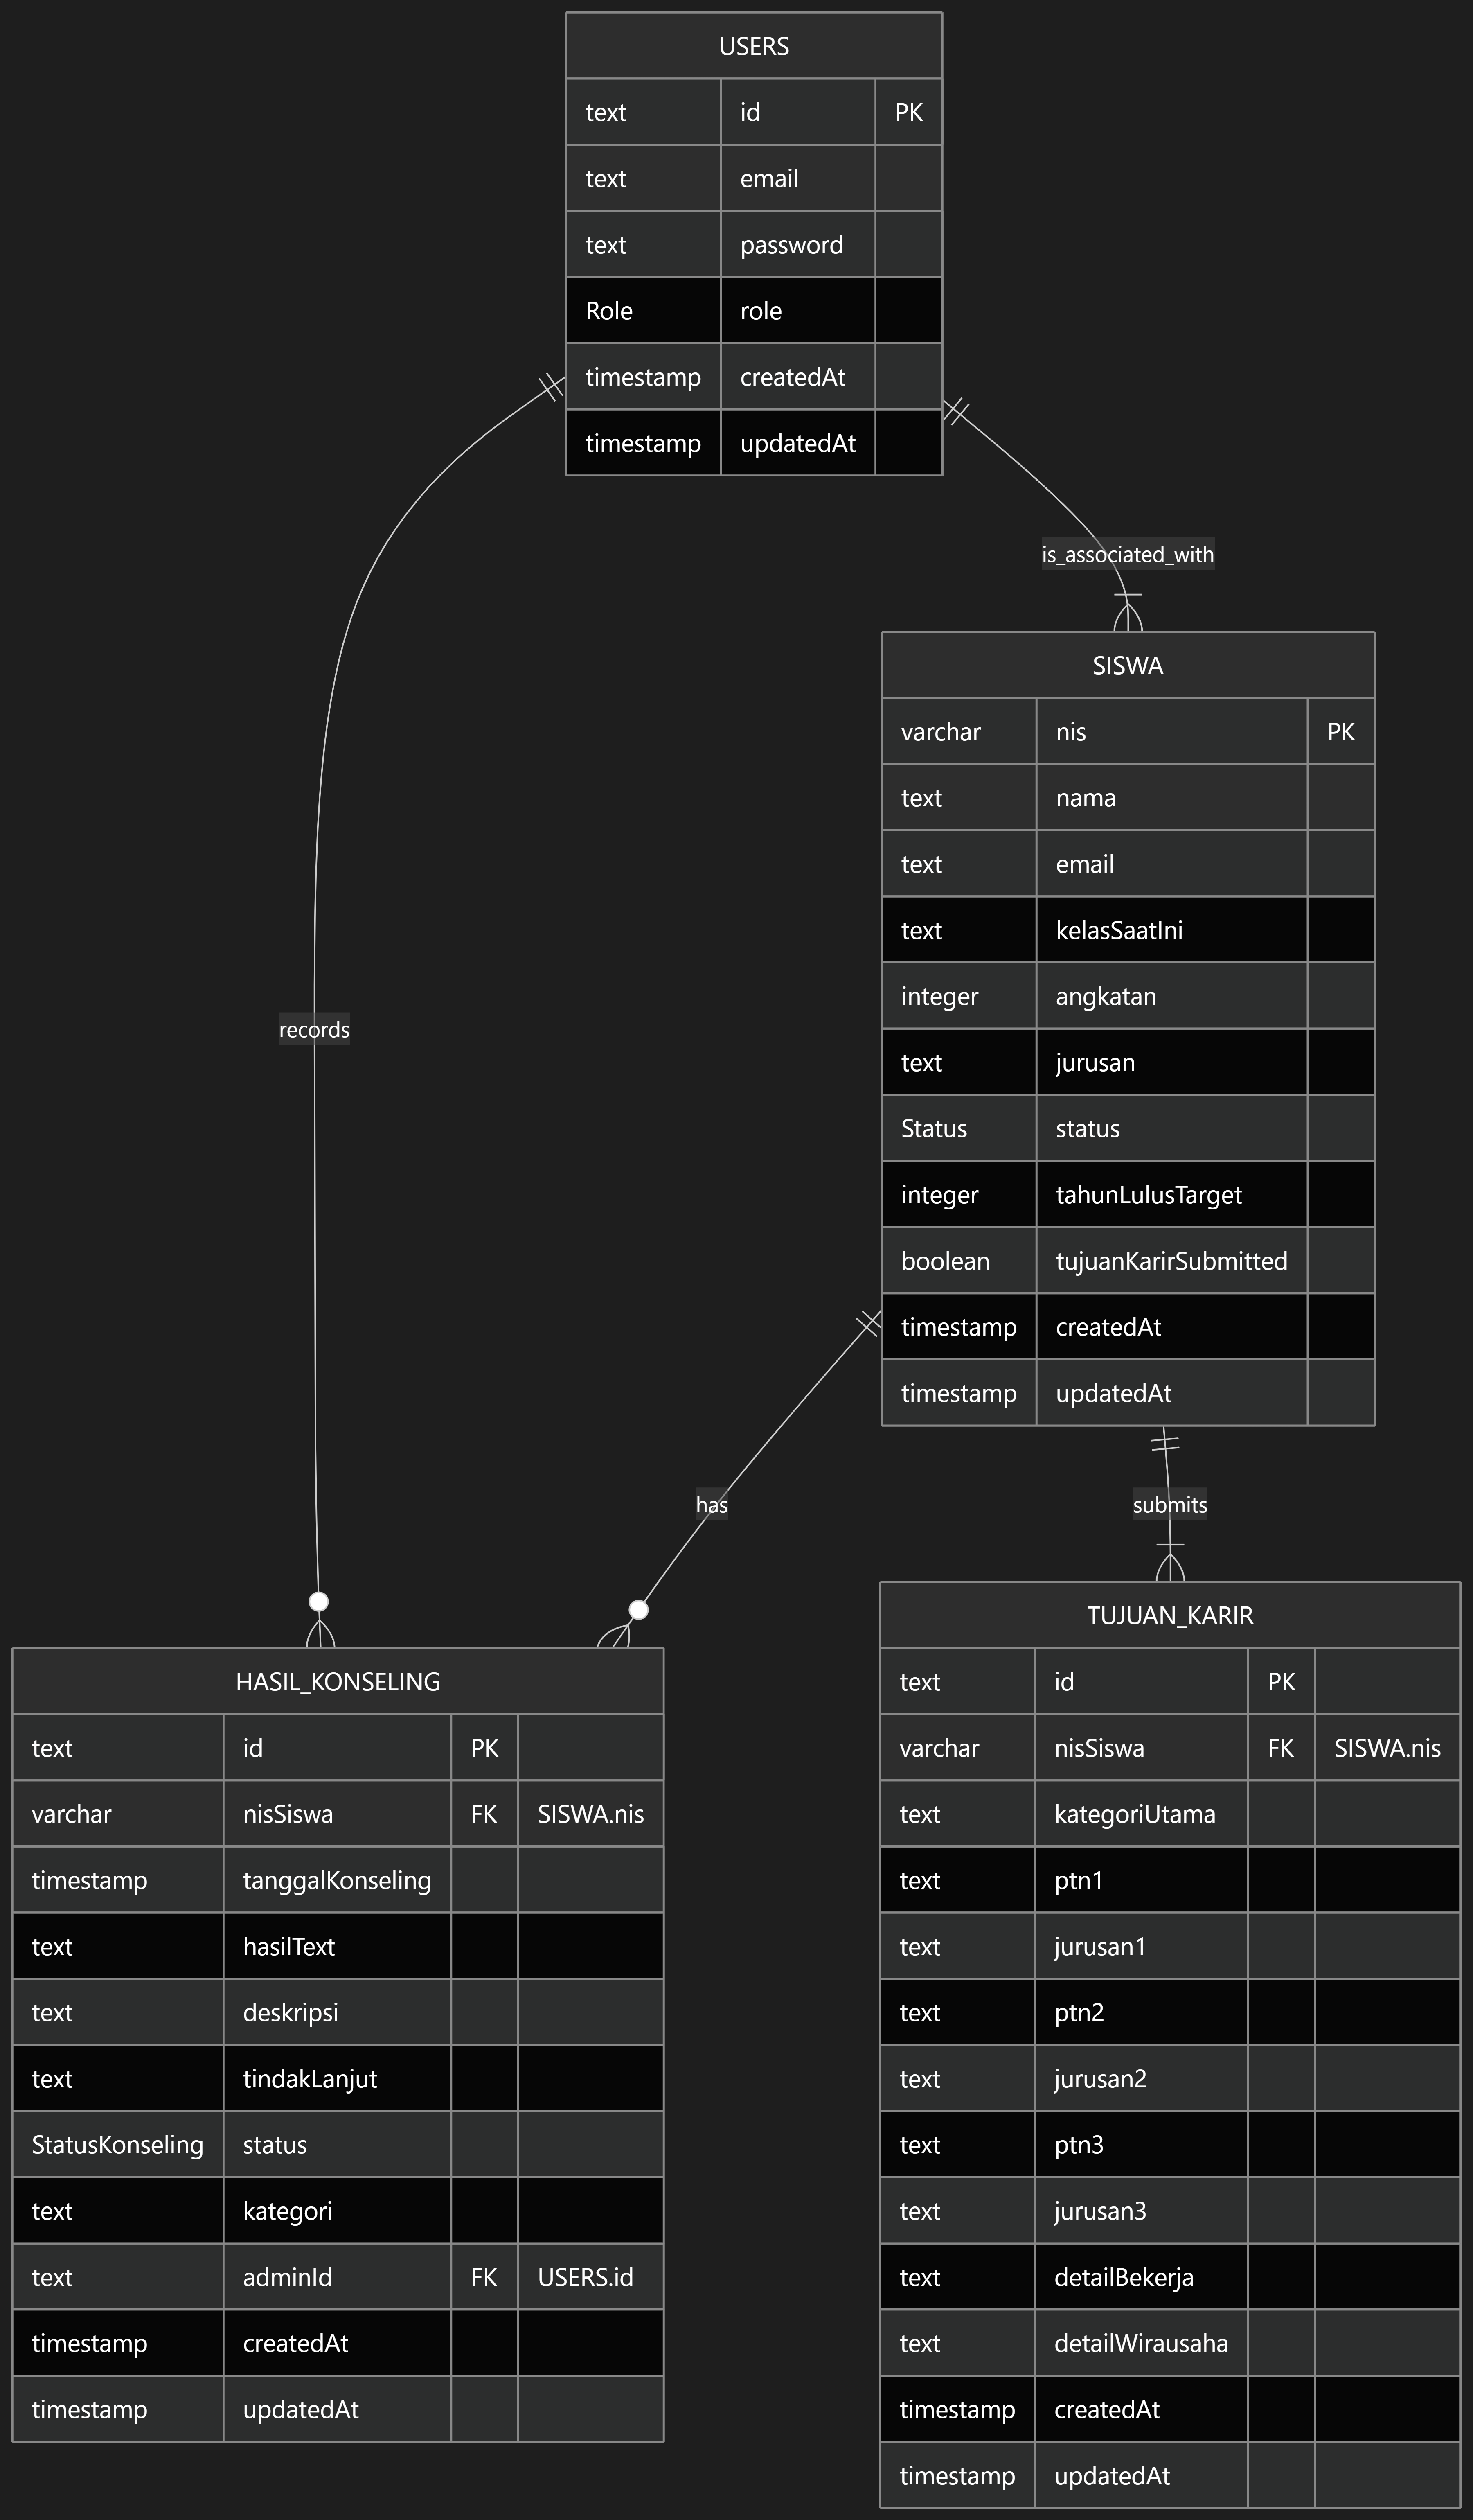 USERS
text id PK
text email
text password
Role role
timestamp createdAt
timestamp updatedAt
is_associated_with
SISWA
varchar nis PK
text nama
text email
text kelasSaatIni
integer angkatan
text jurusan
Status status
integer tahunLulusTarget
boolean tujuanKarirSubmitted
timestamp createdAt
timestamp updatedAt
records
has
submits
HASIL_KONSELING
text id PK
varchar nisSiswa FK SISWA.nis
timestamp tanggalKonseling
text hasilText
text deskripsi
text tindakLanjut
StatusKonseling status
text kategori
text adminId FK USERS.id
timestamp createdAt
timestamp updatedAt
TUJUAN_KARIR
text id PK
varchar nisSiswa FK SISWA.nis
text kategoriUtama
text ptn1
text jurusan1
text ptn2
text jurusan2
text ptn3
text jurusan3
text detailBekerja
text detailWirausaha
timestamp createdAt
timestamp updatedAt